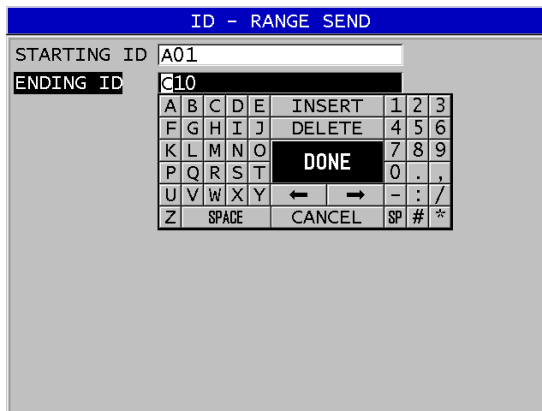 ID - RANGE SEND
STARTING ID A01
ENDING ID C10
A B C D E INSERT 1 2 3
F G H I J DELETE 4 5 6
K L M N O DONE 7 8 9
P Q R S T 0 . ,
U V W X Y ← → - : /
Z SPACE CANCEL SP # *